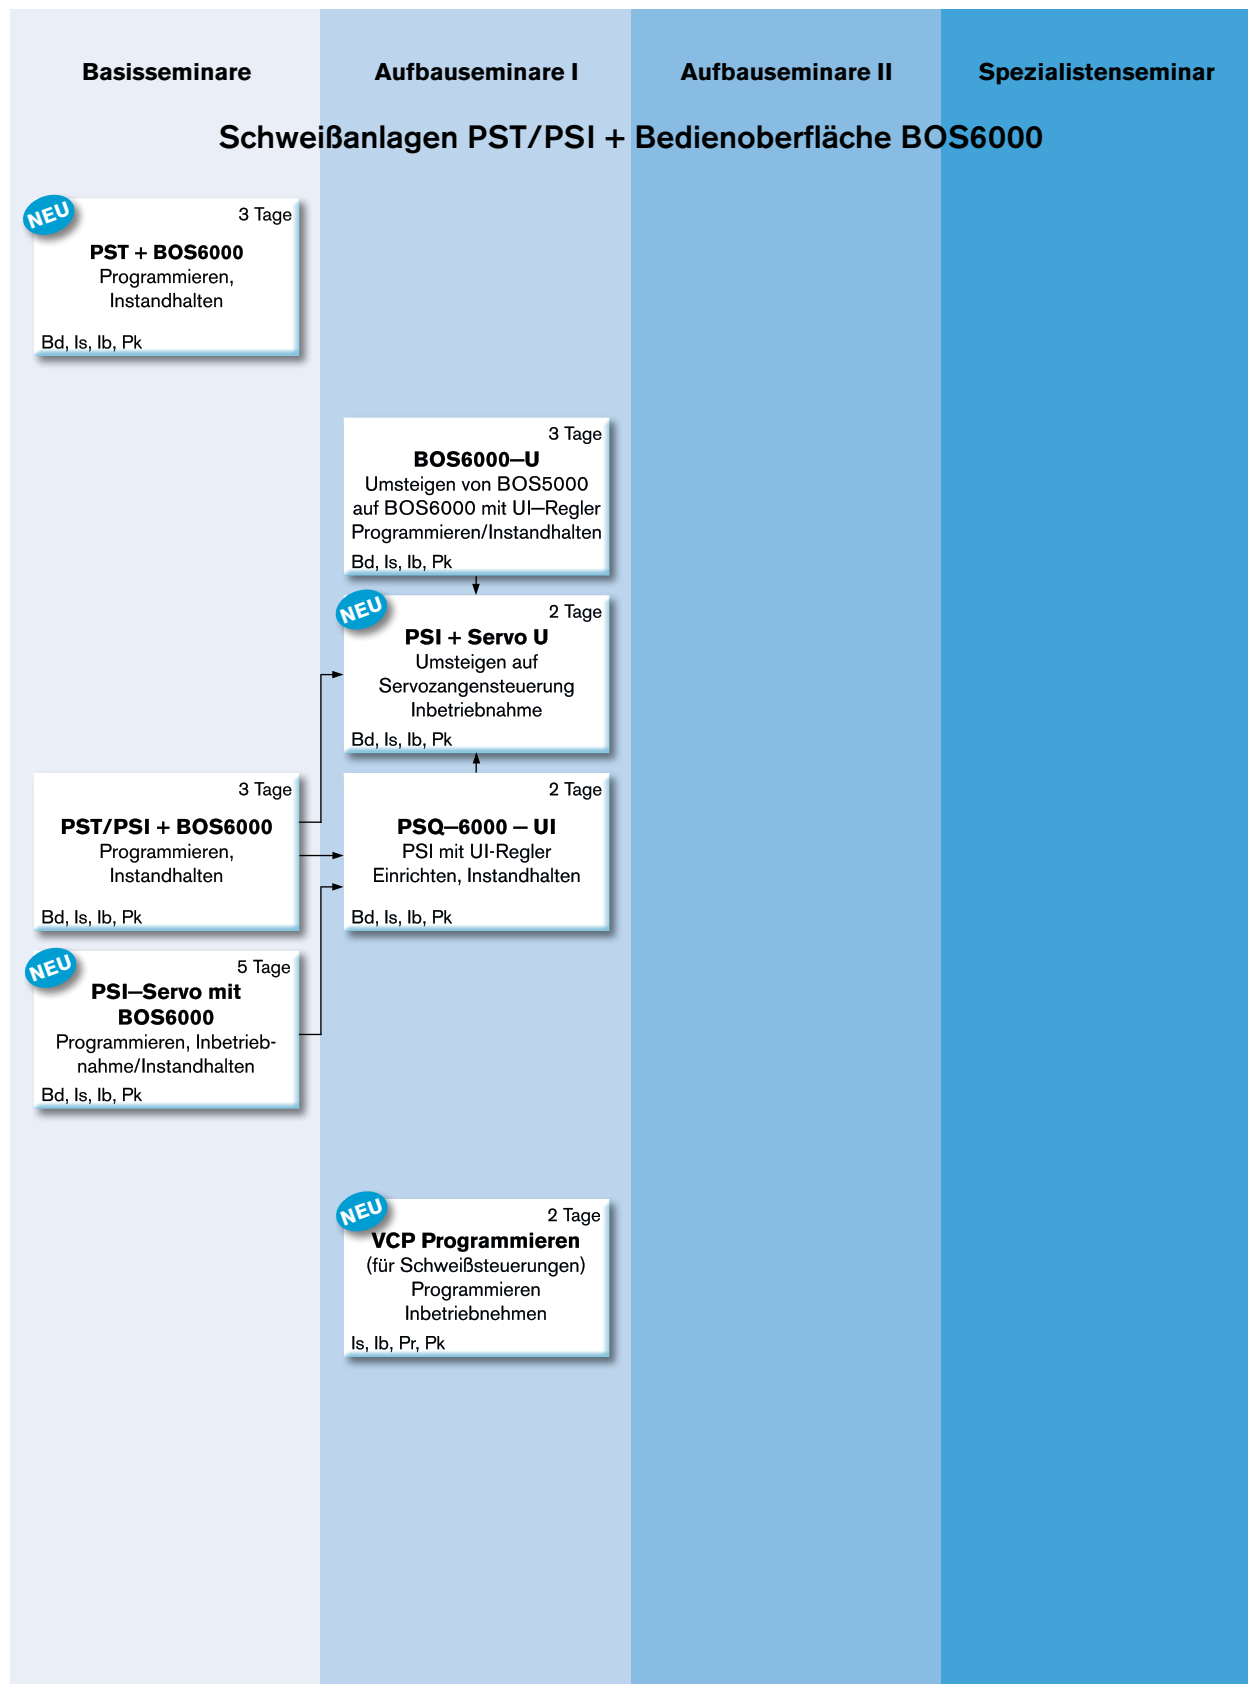 Basisseminare
Aufbauseminare I
Aufbauseminare II
Spezialistenseminar
Schweißanlagen PST/PSI + Bedienoberfläche BOS6000
NEU
3 Tage
PST + BOS6000
Programmieren,
Instandhalten
Bd, Is, Ib, Pk
3 Tage
BOS6000–U
Umsteigen von BOS5000
auf BOS6000 mit UI–Regler
Programmieren/Instandhalten
Bd, Is, Ib, Pk
NEU
2 Tage
PSI + Servo U
Umsteigen auf
Servozangensteuerung
Inbetriebnahme
Bd, Is, Ib, Pk
3 Tage
PST/PSI + BOS6000
Programmieren,
Instandhalten
Bd, Is, Ib, Pk
2 Tage
PSQ–6000 – UI
PSI mit UI-Regler
Einrichten, Instandhalten
Bd, Is, Ib, Pk
NEU
5 Tage
PSI–Servo mit
BOS6000
Programmieren, Inbetrieb-
nahme/Instandhalten
Bd, Is, Ib, Pk
NEU
2 Tage
VCP Programmieren
(für Schweißsteuerungen)
Programmieren
Inbetriebnehmen
Is, Ib, Pr, Pk